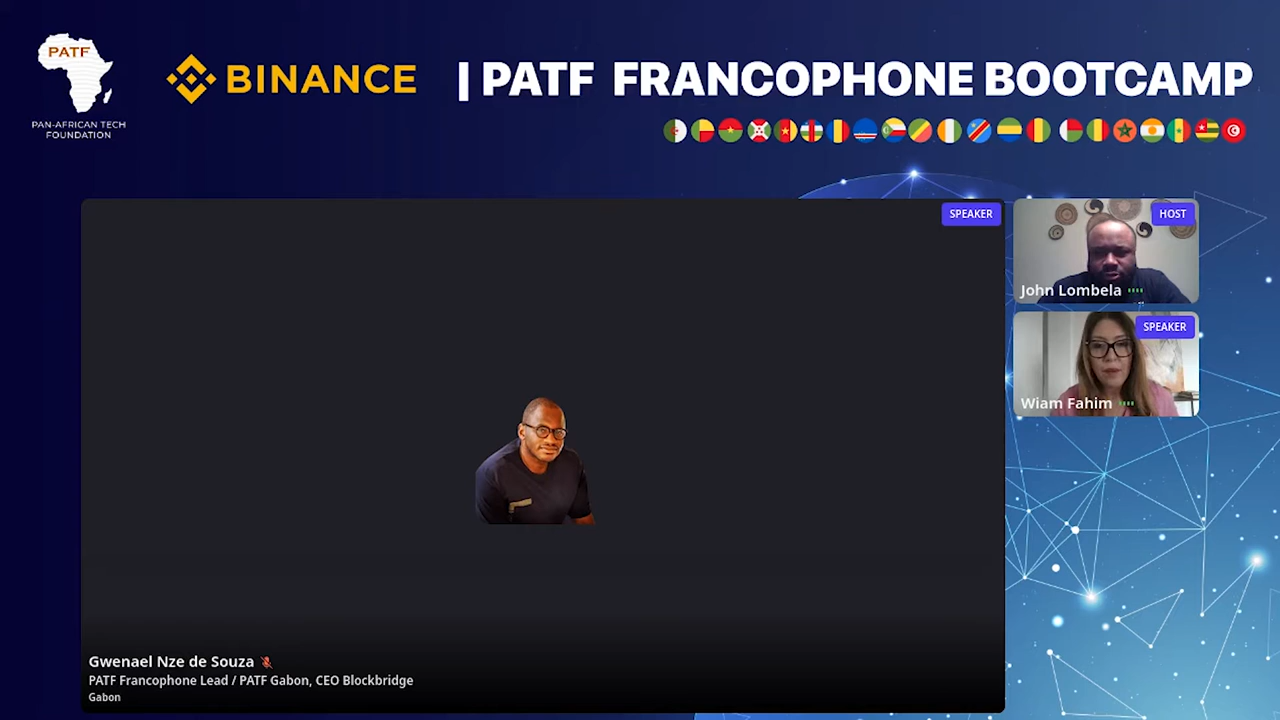 PATF
PAN-AFRICAN TECH
FOUNDATION
BINANCE
| PATF FRANCOPHONE BOOTCAMP
SPEAKER
HOST
John Lombela
SPEAKER
Wiam Fahim
Gwenael Nze de Souza
PATF Francophone Lead / PATF Gabon, CEO Blockbridge
Gabon